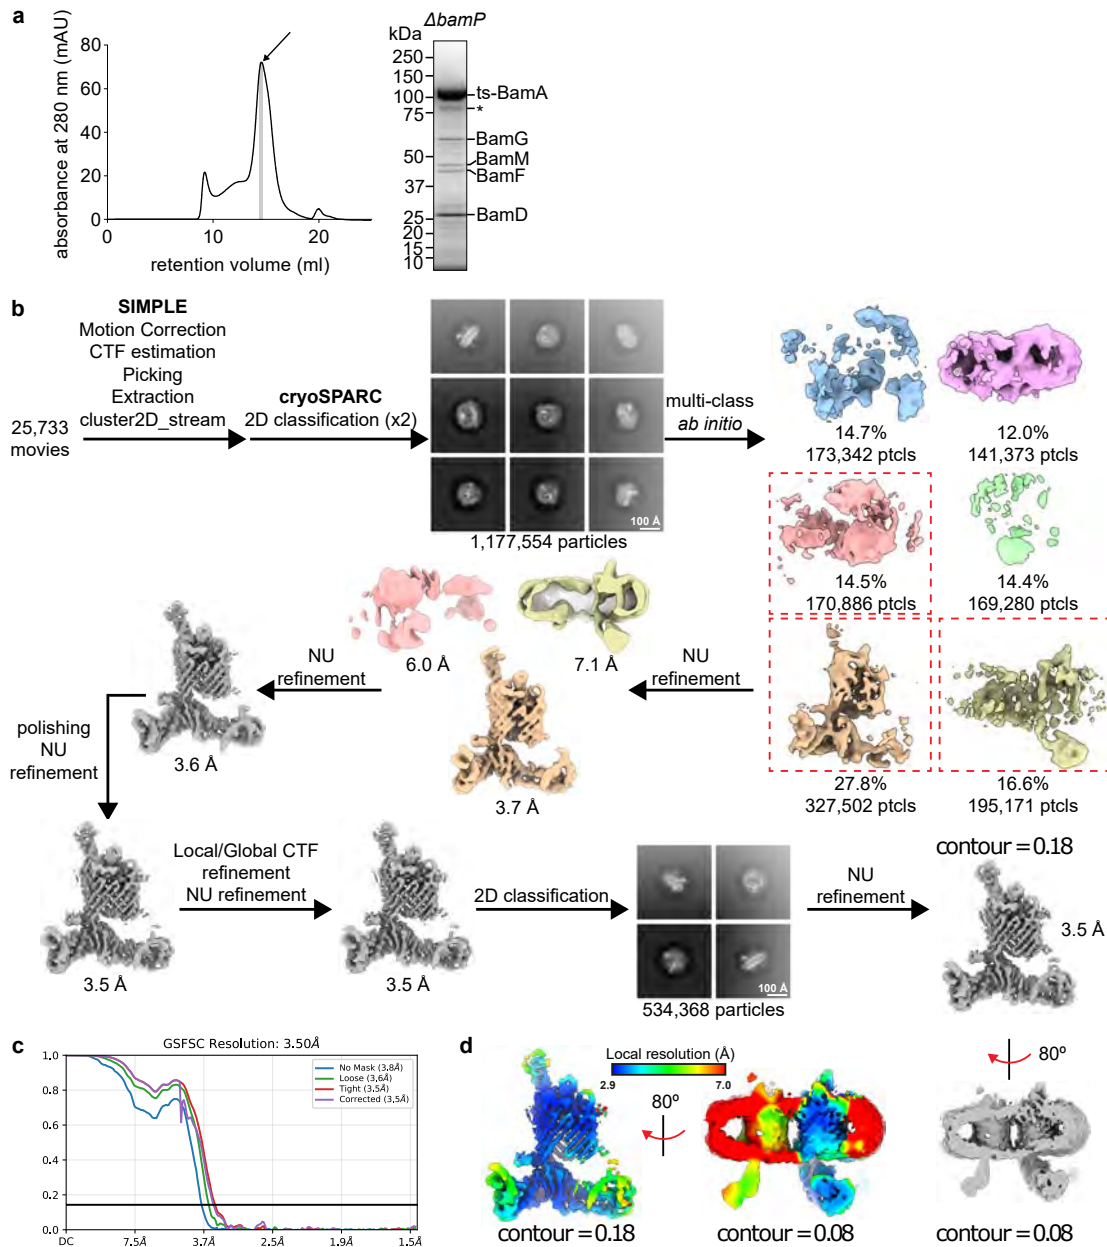 a
ΔbamP
kDa
250
150
100
75
50
37
25
20
15
10
ts-BamA
*
BamG
BamM
BamF
BamD
absorbance at 280 nm (mAU)
80
60
40
20
0
0
10
20
retention volume (ml)
b
25,733
movies
SIMPLE
Motion Correction
CTF estimation
Picking
Extraction
cluster2D_stream
cryoSPARC
2D classification (x2)
100 Å
1,177,554 particles
multi-class
ab initio
14.7%
173,342 ptcls
12.0%
141,373 ptcls
14.5%
170,886 ptcls
14.4%
169,280 ptcls
27.8%
327,502 ptcls
16.6%
195,171 ptcls
NU
refinement
6.0 Å
7.1 Å
3.7 Å
NU
refinement
3.6 Å
polishing
NU
refinement
3.5 Å
Local/Global CTF
refinement
NU refinement
3.5 Å
2D classification
100 Å
534,368 particles
NU
refinement
contour = 0.18
3.5 Å
80º
contour = 0.08
c
GSFSC Resolution: 3.50Å
No Mask (3.8Å)
Loose (3.6Å)
Tight (3.5Å)
Corrected (3.5Å)
1.0
0.8
0.6
0.4
0.2
0.0
DC
7.5Å
3.7Å
2.5Å
1.9Å
1.5Å
d
Local resolution (Å)
2.9
7.0
80º
contour = 0.18
contour = 0.08